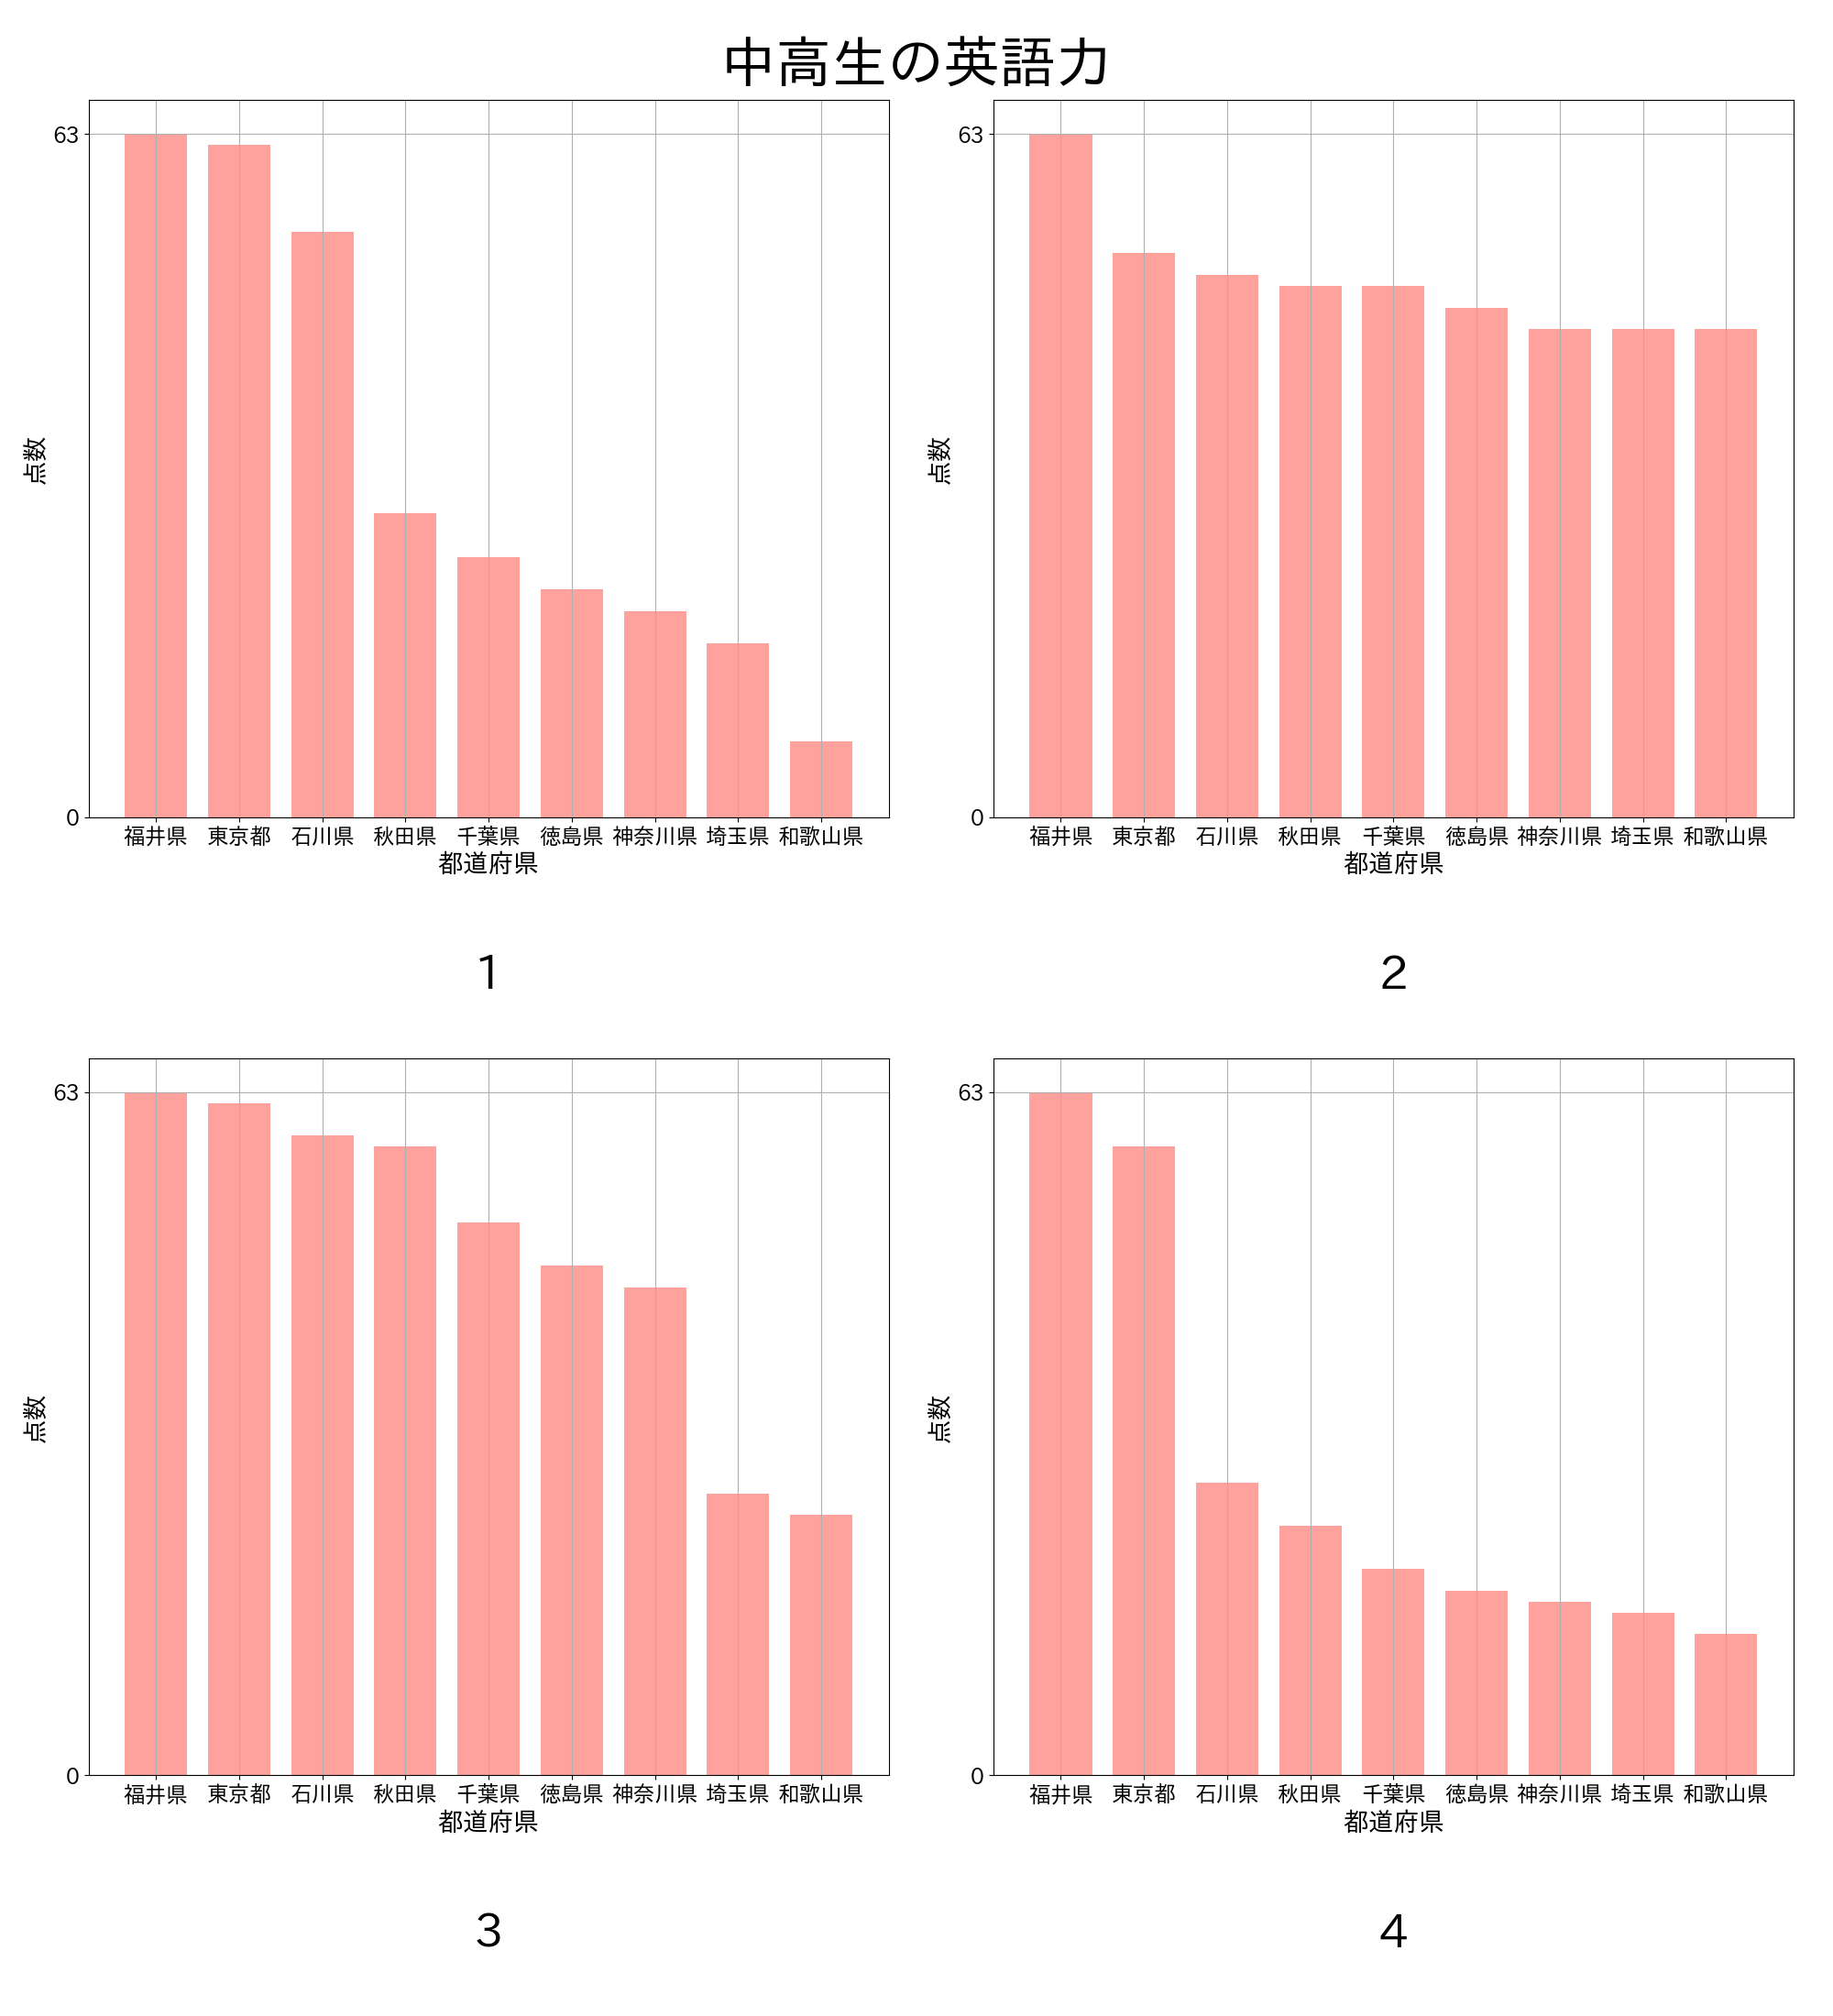 中高生の英語力
63
0
点数
福井県 東京都 石川県 秋田県 千葉県 徳島県 神奈川県 埼玉県 和歌山県
都道府県
1
63
0
点数
福井県 東京都 石川県 秋田県 千葉県 徳島県 神奈川県 埼玉県 和歌山県
都道府県
2
63
0
点数
福井県 東京都 石川県 秋田県 千葉県 徳島県 神奈川県 埼玉県 和歌山県
都道府県
3
63
0
点数
福井県 東京都 石川県 秋田県 千葉県 徳島県 神奈川県 埼玉県 和歌山県
都道府県
4